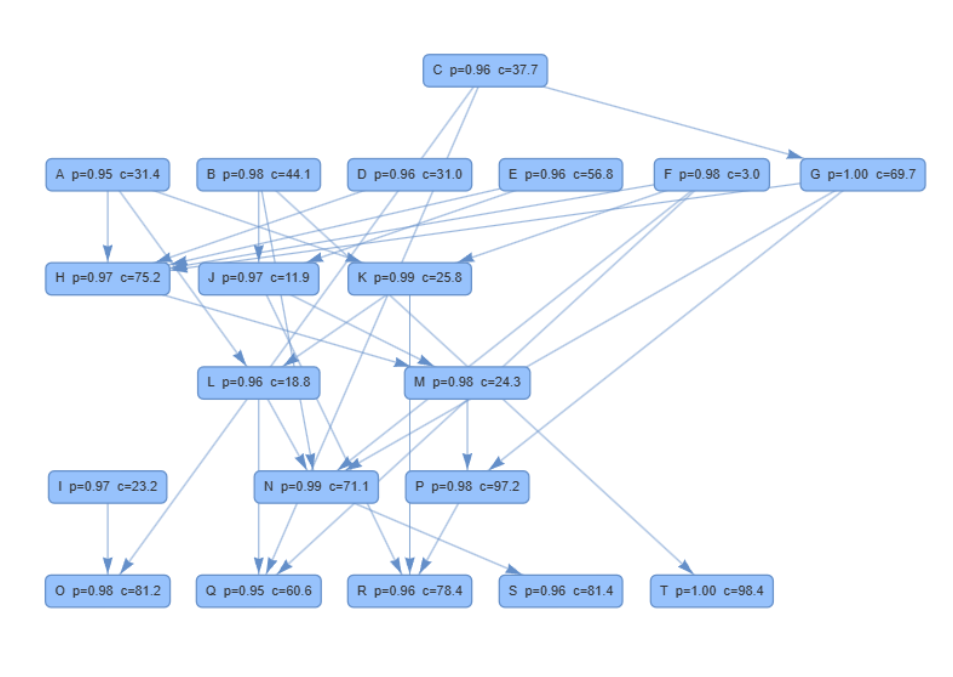 C p=0.96 c=37.7
A p=0.95 c=31.4
B p=0.98 c=44.1
D p=0.96 c=31.0
E p=0.96 c=56.8
F p=0.98 c=3.0
G p=1.00 c=69.7
H p=0.97 c=75.2
J p=0.97 c=11.9
K p=0.99 c=25.8
L p=0.96 c=18.8
M p=0.98 c=24.3
I p=0.97 c=23.2
N p=0.99 c=71.1
P p=0.98 c=97.2
O p=0.98 c=81.2
Q p=0.95 c=60.6
R p=0.96 c=78.4
S p=0.96 c=81.4
T p=1.00 c=98.4